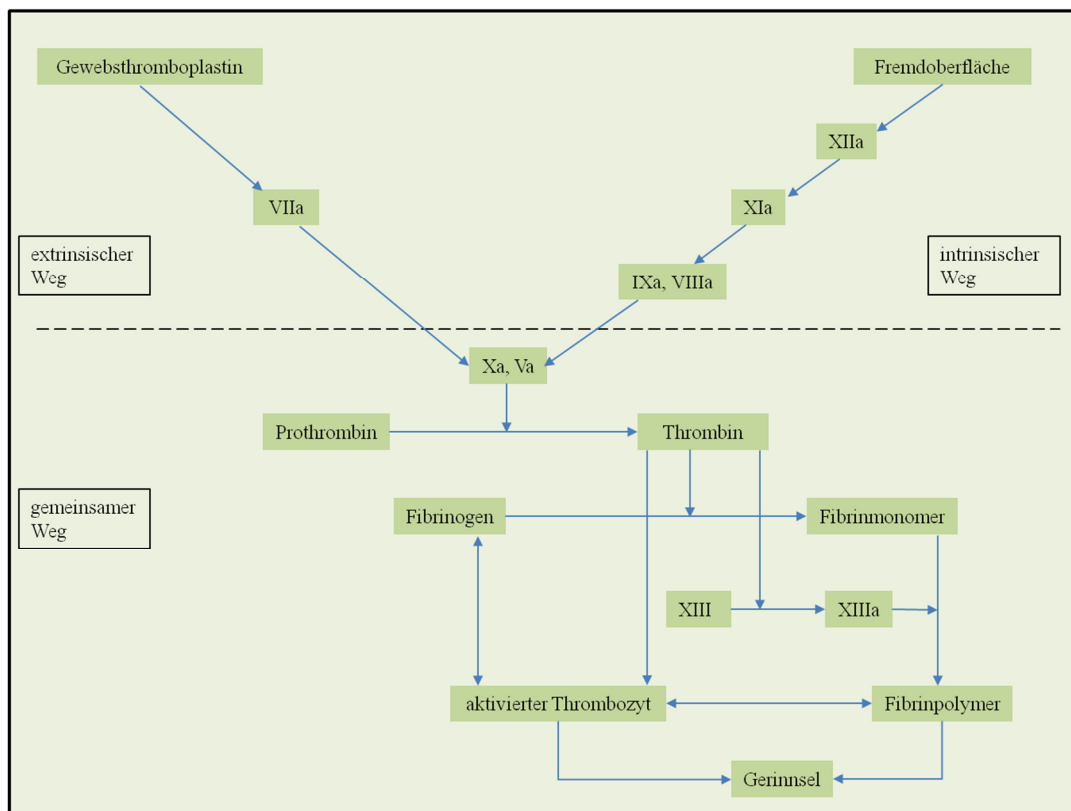 Gewebsthromboplastin
Fremdoberfläche
XIIa
VIIa
XIa
extrinsischer
Weg
intrinsischer
Weg
IXa, VIIIa
Xa, Va
Prothrombin
Thrombin
gemeinsamer
Weg
Fibrinogen
Fibrinmonomer
XIII
XIIIa
aktivierter Thrombozyt
Fibrinpolymer
Gerinnsel